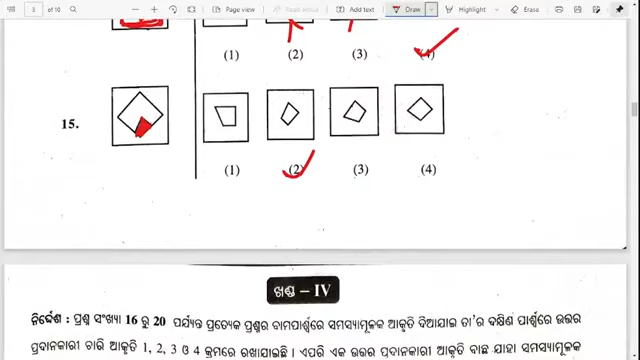 3 of 10 Page view Add text Draw Highlight Erase
(1) (2) (3) (4)
15.
(1) (2) (3) (4)
ଖଣ୍ଡ – IV
ନିର୍ଦ୍ଦେଶ : ପ୍ରଶ୍ନ ସଂଖ୍ୟା 16 ରୁ 20 ପର୍ଯ୍ୟନ୍ତ ପ୍ରତ୍ୟେକ ପ୍ରଶ୍ନର ବାମପାର୍ଶ୍ୱରେ ସମସ୍ୟାମୂଳକ ଆକୃତି ଦିଆଯାଇ ତା'ର ଦକ୍ଷିଣ ପାର୍ଶ୍ୱରେ ଉତ୍ତର
ପ୍ରଦାନକାରୀ ଚାରି ଆକୃତି 1, 2, 3 ଓ 4 କ୍ରମରେ ରଖାଯାଇଛି । ଏପରି ଏକ ଉତ୍ତର ପ୍ରଦାନକାରୀ ଆକୃତି ବାଛ ଯାହା ସମସ୍ୟାମୂଳକ